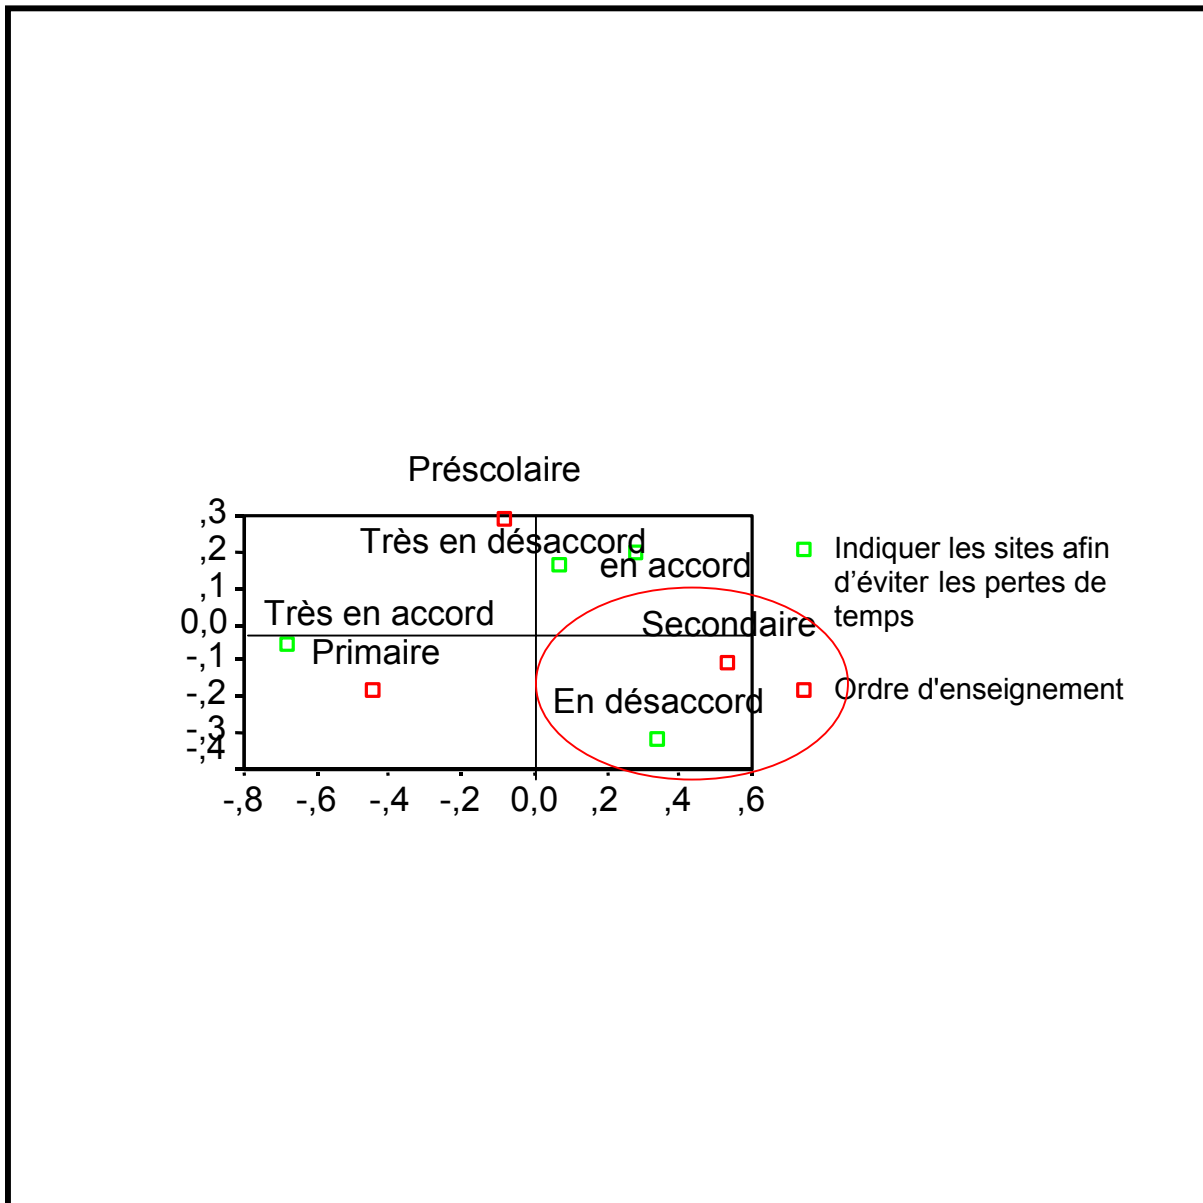 Préscolaire
,3
Très en désaccord
,2
en accord
,1
Très en accord
0,0
Secondaire
Primaire
-,1
-,2
En désaccord
-,3
-,4
-,8 -,6 -,4 -,2 0,0 ,2 ,4 ,6
Indiquer les sites afin
d’éviter les pertes de
temps
Ordre d'enseignement